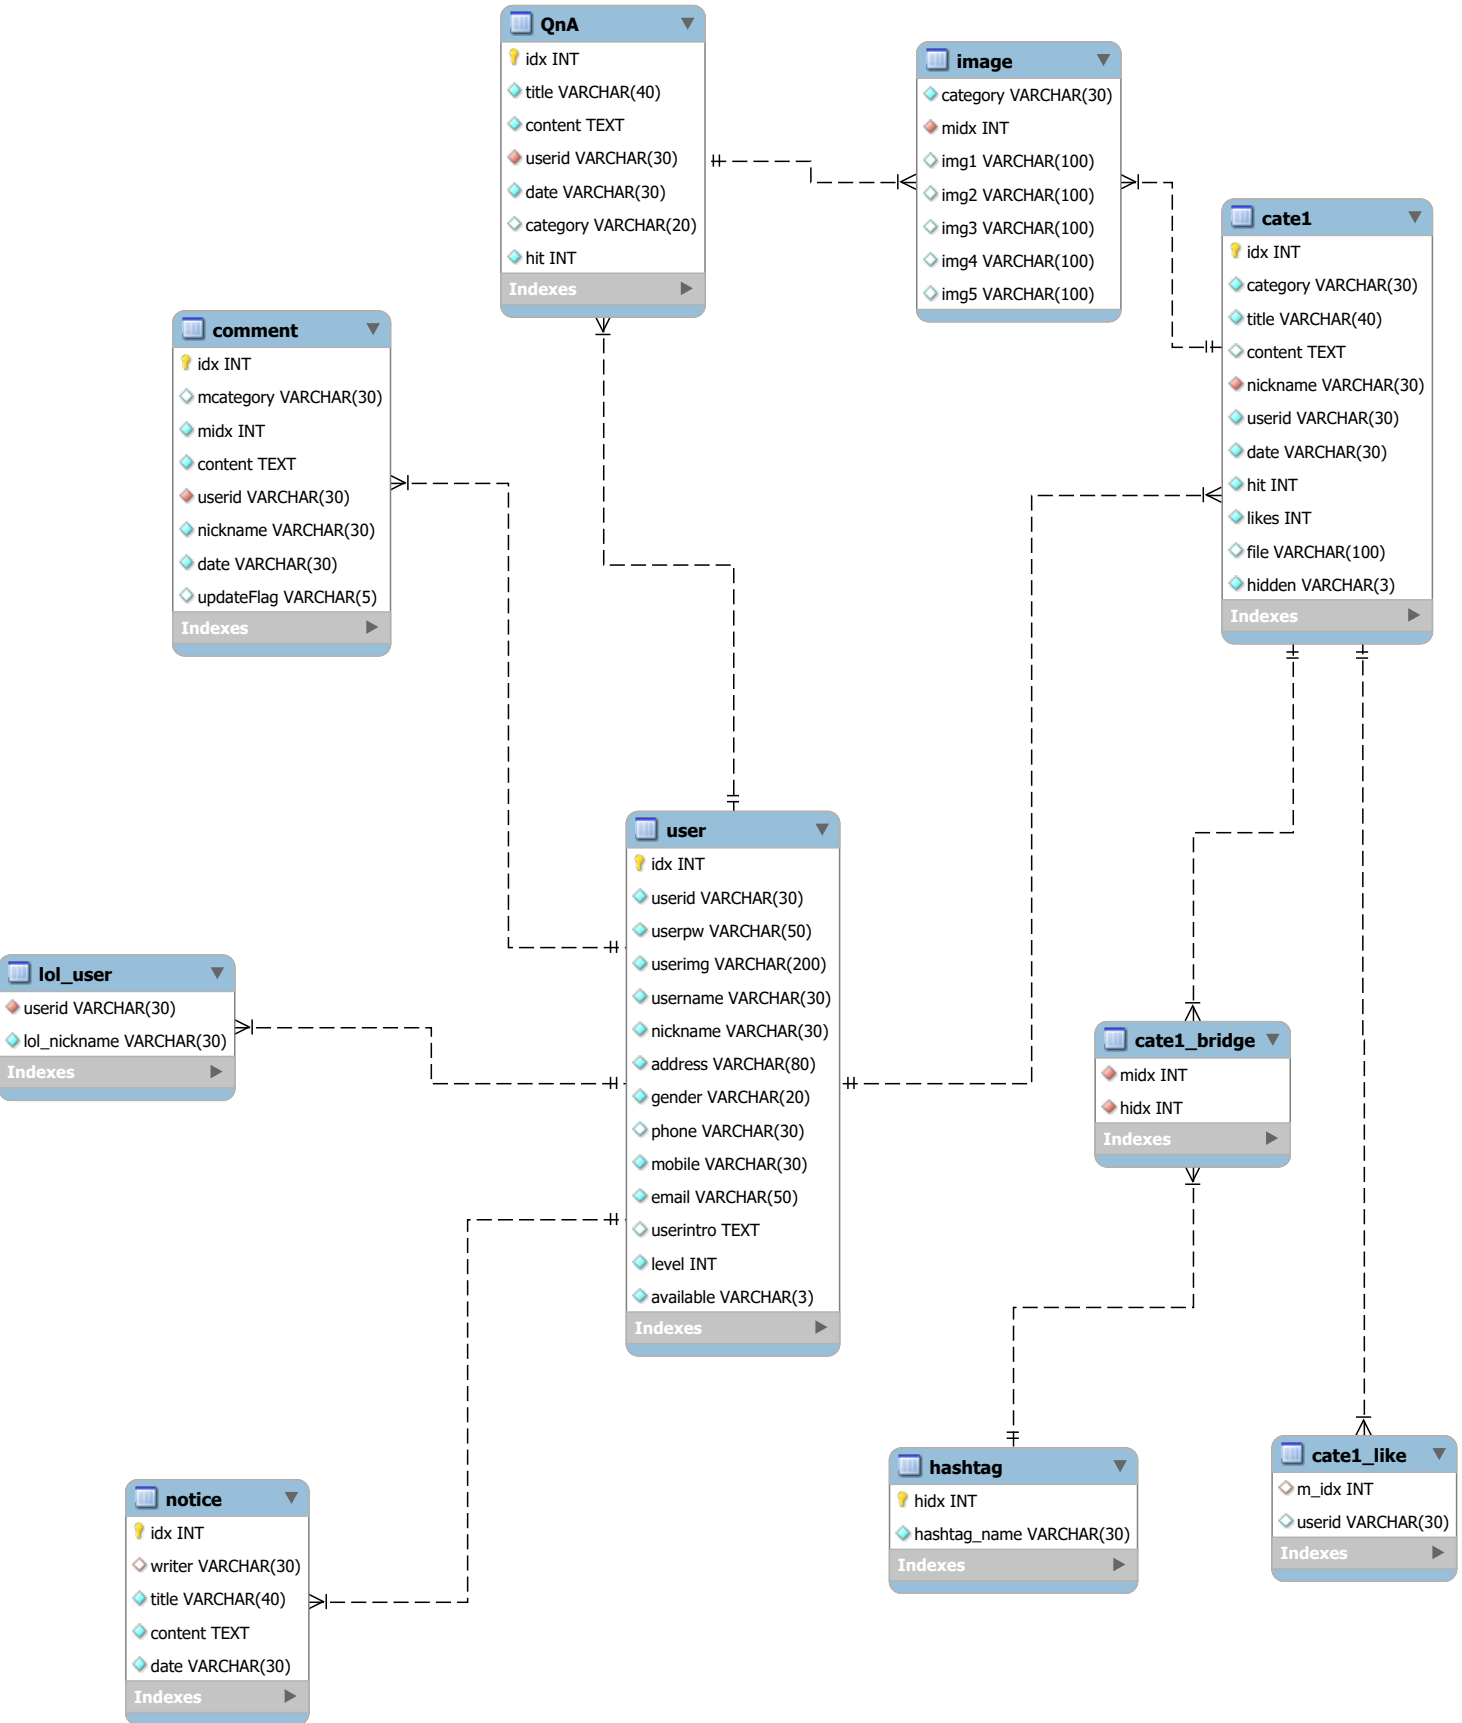 QnA
idx INT
title VARCHAR(40)
content TEXT
userid VARCHAR(30)
date VARCHAR(30)
category VARCHAR(20)
hit INT
Indexes
image
category VARCHAR(30)
midx INT
img1 VARCHAR(100)
img2 VARCHAR(100)
img3 VARCHAR(100)
img4 VARCHAR(100)
img5 VARCHAR(100)
cate1
idx INT
category VARCHAR(30)
title VARCHAR(40)
content TEXT
nickname VARCHAR(30)
userid VARCHAR(30)
date VARCHAR(30)
hit INT
likes INT
file VARCHAR(100)
hidden VARCHAR(3)
Indexes
comment
idx INT
mcategory VARCHAR(30)
midx INT
content TEXT
userid VARCHAR(30)
nickname VARCHAR(30)
date VARCHAR(30)
updateFlag VARCHAR(5)
Indexes
user
idx INT
userid VARCHAR(30)
userpw VARCHAR(50)
userimg VARCHAR(200)
username VARCHAR(30)
nickname VARCHAR(30)
address VARCHAR(80)
gender VARCHAR(20)
phone VARCHAR(30)
mobile VARCHAR(30)
email VARCHAR(50)
userintro TEXT
level INT
available VARCHAR(3)
Indexes
lol_user
userid VARCHAR(30)
lol_nickname VARCHAR(30)
Indexes
cate1_bridge
midx INT
hidx INT
Indexes
hashtag
hidx INT
hashtag_name VARCHAR(30)
Indexes
cate1_like
m_idx INT
userid VARCHAR(30)
Indexes
notice
idx INT
writer VARCHAR(30)
title VARCHAR(40)
content TEXT
date VARCHAR(30)
Indexes